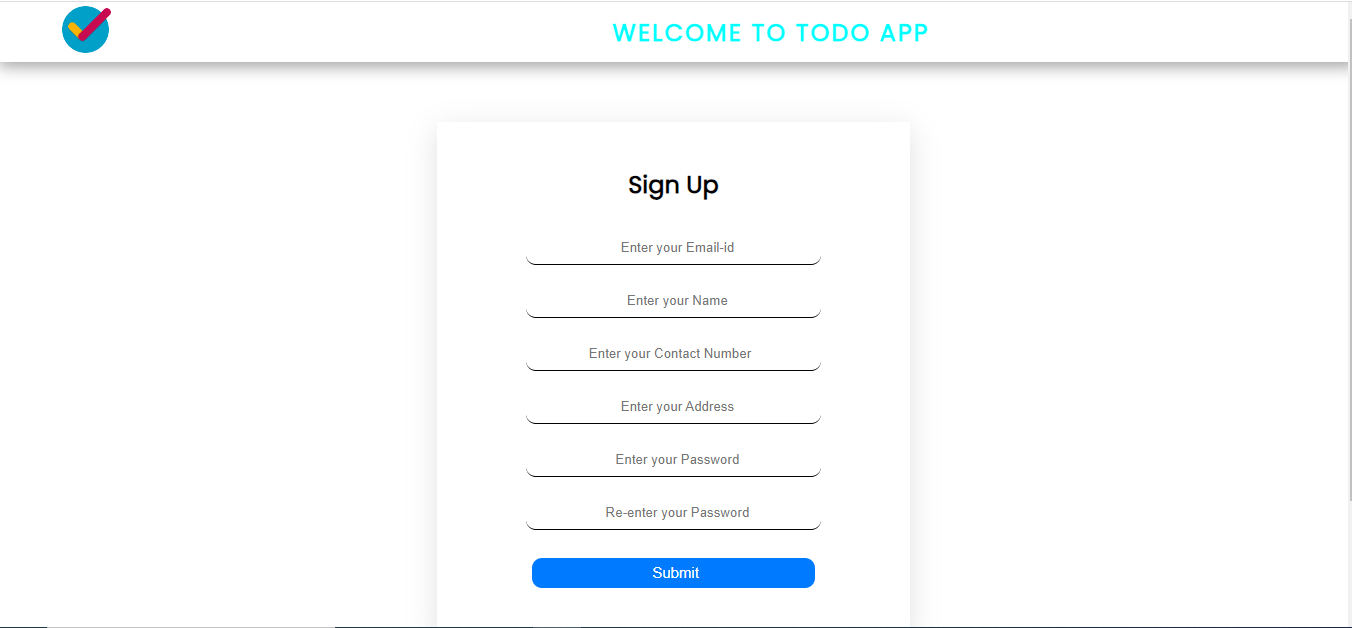 WELCOME TO TODO APP
Sign Up
Enter your Email-id
Enter your Name
Enter your Contact Number
Enter your Address
Enter your Password
Re-enter your Password
Submit